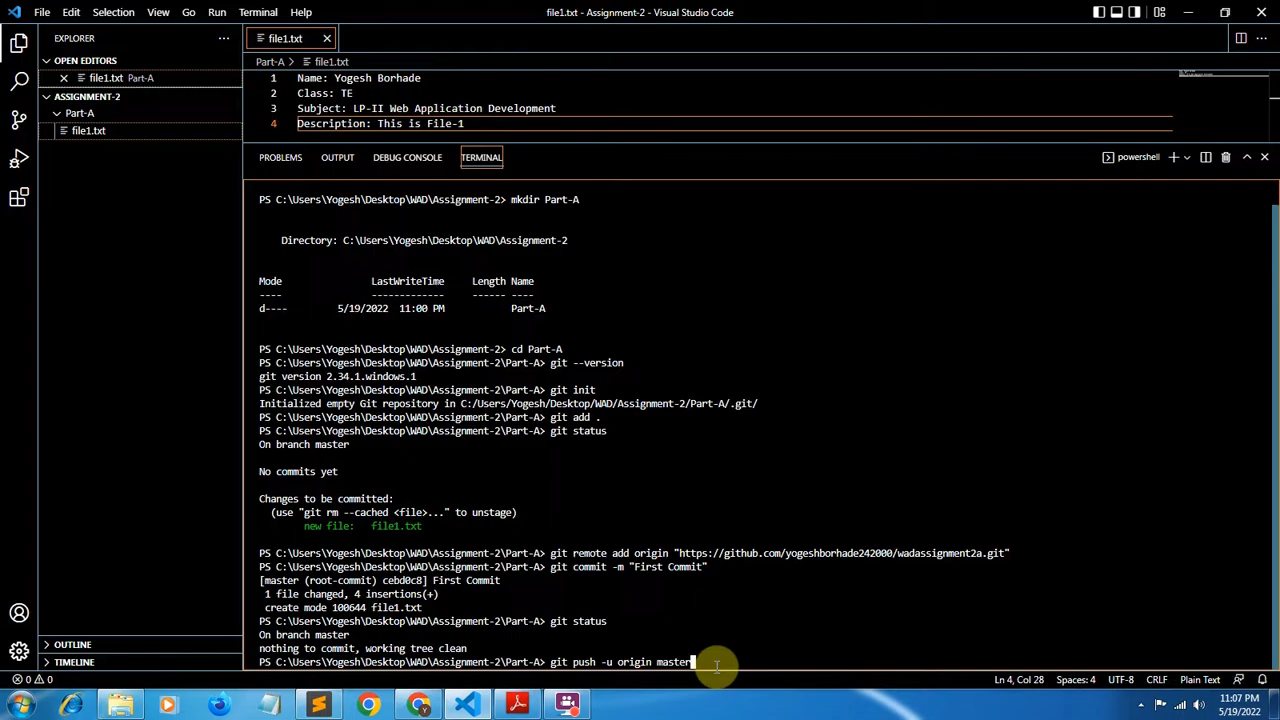 File Edit Selection View Go Run Terminal Help
file1.txt - Assignment-2 - Visual Studio Code
EXPLORER
OPEN EDITORS
file1.txt Part-A
ASSIGNMENT-2
Part-A
file1.txt
OUTLINE
TIMELINE
file1.txt
Part-A > file1.txt
1 Name: Yogesh Borhade
2 Class: TE
3 Subject: LP-II Web Application Development
4 Description: This is File-1
PROBLEMS OUTPUT DEBUG CONSOLE TERMINAL
powershell
PS C:\Users\Yogesh\Desktop\WAD\Assignment-2> mkdir Part-A
Directory: C:\Users\Yogesh\Desktop\WAD\Assignment-2
Mode LastWriteTime Length Name
---- ------------- ------ ----
d---- 5/19/2022 11:00 PM Part-A
PS C:\Users\Yogesh\Desktop\WAD\Assignment-2> cd Part-A
PS C:\Users\Yogesh\Desktop\WAD\Assignment-2\Part-A> git --version
git version 2.34.1.windows.1
PS C:\Users\Yogesh\Desktop\WAD\Assignment-2\Part-A> git init
Initialized empty Git repository in C:/Users/Yogesh/Desktop/WAD/Assignment-2/Part-A/.git/
PS C:\Users\Yogesh\Desktop\WAD\Assignment-2\Part-A> git add .
PS C:\Users\Yogesh\Desktop\WAD\Assignment-2\Part-A> git status
On branch master
No commits yet
Changes to be committed:
(use "git rm --cached <file>..." to unstage)
new file: file1.txt
PS C:\Users\Yogesh\Desktop\WAD\Assignment-2\Part-A> git remote add origin "https://github.com/yogeshborhade242000/wadassignment2a.git"
PS C:\Users\Yogesh\Desktop\WAD\Assignment-2\Part-A> git commit -m "First Commit"
[master (root-commit) cebd0c8] First Commit
1 file changed, 4 insertions(+)
create mode 100644 file1.txt
PS C:\Users\Yogesh\Desktop\WAD\Assignment-2\Part-A> git status
On branch master
nothing to commit, working tree clean
PS C:\Users\Yogesh\Desktop\WAD\Assignment-2\Part-A> git push -u origin master
0 0 Ln 4, Col 28 Spaces: 4 UTF-8 CRLF Plain Text
11:07 PM
5/19/2022